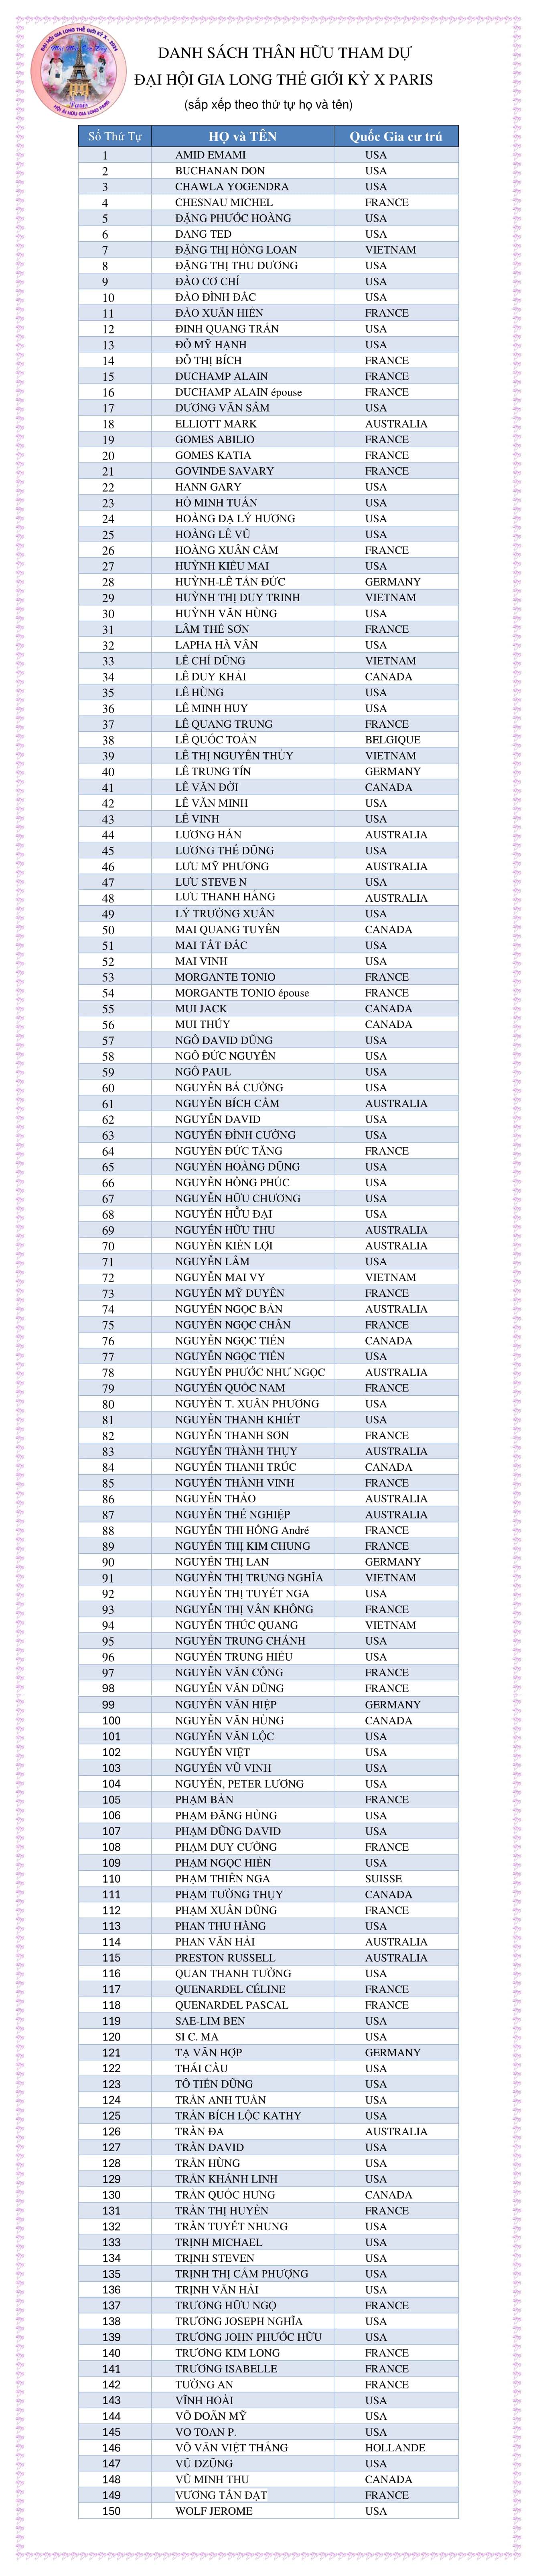 ĐẠI HỘI GIA LONG THẾ GIỚI KỲ X - 2024
Paris
HỘI ÁI HỮU GIA LONG PARIS
DANH SÁCH THÂN HỮU THAM DỰ
ĐẠI HỘI GIA LONG THẾ GIỚI KỲ X PARIS
(sắp xếp theo thứ tự họ và tên)
Số Thứ Tự HỌ và TÊN Quốc Gia cư trú
1 AMID EMAMI USA
2 BUCHANAN DON USA
3 CHAWLA YOGENDRA USA
4 CHESNAU MICHEL FRANCE
5 ĐẶNG PHƯỚC HOÀNG USA
6 DANG TED USA
7 ĐẶNG THỊ HỒNG LOAN VIETNAM
8 ĐẶNG THỊ THU DƯƠNG USA
9 ĐÀO CƠ CHÍ USA
10 ĐÀO ĐÌNH ĐẮC USA
11 ĐÀO XUÂN HIỀN FRANCE
12 ĐINH QUANG TRẦN USA
13 ĐỖ MỸ HẠNH USA
14 ĐỖ THỊ BÍCH FRANCE
15 DUCHAMP ALAIN FRANCE
16 DUCHAMP ALAIN épouse FRANCE
17 DƯƠNG VĂN SÂM USA
18 ELLIOTT MARK AUSTRALIA
19 GOMES ABILIO FRANCE
20 GOMES KATIA FRANCE
21 GOVINDE SAVARY FRANCE
22 HANN GARY USA
23 HỒ MINH TUẤN USA
24 HOÀNG DẠ LÝ HƯƠNG USA
25 HOÀNG LÊ VŨ USA
26 HOÀNG XUÂN CẢM FRANCE
27 HUỲNH KIỀU MAI USA
28 HUỲNH-LÊ TẤN ĐỨC GERMANY
29 HUỲNH THỊ DUY TRINH VIETNAM
30 HUỲNH VĂN HÙNG USA
31 LÂM THẾ SƠN FRANCE
32 LAPHA HÀ VÂN USA
33 LÊ CHÍ DŨNG VIETNAM
34 LÊ DUY KHẢI CANADA
35 LÊ HÙNG USA
36 LÊ MINH HUY USA
37 LÊ QUANG TRUNG FRANCE
38 LÊ QUỐC TOẢN BELGIQUE
39 LÊ THỊ NGUYÊN THỦY VIETNAM
40 LÊ TRUNG TÍN GERMANY
41 LÊ VĂN ĐỜI CANADA
42 LÊ VĂN MINH USA
43 LÊ VINH USA
44 LƯƠNG HÁN AUSTRALIA
45 LƯƠNG THẾ DŨNG USA
46 LƯU MỸ PHƯƠNG AUSTRALIA
47 LƯU STEVE N USA
48 LƯU THANH HẰNG AUSTRALIA
49 LÝ TRƯỜNG XUÂN USA
50 MAI QUANG TUYÊN CANADA
51 MAI TẤT ĐẮC USA
52 MAI VINH USA
53 MORGANTE TONIO FRANCE
54 MORGANTE TONIO épouse FRANCE
55 MUI JACK CANADA
56 MUI THÚY CANADA
57 NGÔ DAVID DŨNG USA
58 NGÔ ĐỨC NGUYÊN USA
59 NGÔ PAUL USA
60 NGUYỄN BÁ CƯỜNG USA
61 NGUYỄN BÍCH CẢM AUSTRALIA
62 NGUYỄN DAVID USA
63 NGUYỄN ĐÌNH CƯỜNG USA
64 NGUYỄN ĐỨC TĂNG FRANCE
65 NGUYỄN HOÀNG DŨNG USA
66 NGUYỄN HỒNG PHÚC USA
67 NGUYỄN HỮU CHƯƠNG USA
68 NGUYỄN HỮU ĐẠI USA
69 NGUYỄN HỮU THU AUSTRALIA
70 NGUYỄN KIẾN LỢI AUSTRALIA
71 NGUYỄN LÂM USA
72 NGUYỄN MAI VY VIETNAM
73 NGUYỄN MỸ DUYÊN FRANCE
74 NGUYỄN NGỌC BẢN AUSTRALIA
75 NGUYỄN NGỌC CHÂN FRANCE
76 NGUYỄN NGỌC TIẾN CANADA
77 NGUYỄN NGỌC TIẾN USA
78 NGUYỄN PHƯỚC NHƯ NGỌC AUSTRALIA
79 NGUYỄN QUỐC NAM FRANCE
80 NGUYỄN T. XUÂN PHƯƠNG USA
81 NGUYỄN THANH KHIẾT USA
82 NGUYỄN THANH SƠN FRANCE
83 NGUYỄN THÀNH THỤY AUSTRALIA
84 NGUYỄN THANH TRÚC CANADA
85 NGUYỄN THÀNH VINH FRANCE
86 NGUYỄN THẢO AUSTRALIA
87 NGUYỄN THẾ NGHIỆP AUSTRALIA
88 NGUYỄN THI HỒNG André FRANCE
89 NGUYỄN THỊ KIM CHUNG FRANCE
90 NGUYỄN THỊ LAN GERMANY
91 NGUYỄN THỊ TRUNG NGHĨA VIETNAM
92 NGUYỄN THỊ TUYẾT NGA USA
93 NGUYỄN THỊ VÂN KHÔNG FRANCE
94 NGUYỄN THÚC QUANG VIETNAM
95 NGUYỄN TRUNG CHÁNH USA
96 NGUYỄN TRUNG HIẾU USA
97 NGUYỄN VĂN CÔNG FRANCE
98 NGUYỄN VĂN DŨNG FRANCE
99 NGUYỄN VĂN HIỆP GERMANY
100 NGUYỄN VĂN HÙNG CANADA
101 NGUYỄN VĂN LỘC USA
102 NGUYỄN VIỆT USA
103 NGUYỄN VŨ VINH USA
104 NGUYỄN, PETER LƯƠNG USA
105 PHẠM BẢN FRANCE
106 PHẠM ĐĂNG HÙNG USA
107 PHẠM DŨNG DAVID USA
108 PHẠM DUY CƯỜNG FRANCE
109 PHẠM NGỌC HIỀN USA
110 PHẠM THIÊN NGA SUISSE
111 PHẠM TƯỜNG THỤY CANADA
112 PHẠM XUÂN DŨNG FRANCE
113 PHAN THU HẰNG USA
114 PHAN VĂN HẢI AUSTRALIA
115 PRESTON RUSSELL AUSTRALIA
116 QUAN THANH TƯỜNG USA
117 QUENARDEL CÉLINE FRANCE
118 QUENARDEL PASCAL FRANCE
119 SAE-LIM BEN USA
120 SI C. MA USA
121 TẠ VĂN HỢP GERMANY
122 THÁI CẦU USA
123 TÔ TIẾN DŨNG USA
124 TRẦN ANH TUẤN USA
125 TRẦN BÍCH LỘC KATHY USA
126 TRẦN ĐA AUSTRALIA
127 TRẦN DAVID USA
128 TRẦN HÙNG USA
129 TRẦN KHÁNH LINH USA
130 TRẦN QUỐC HƯNG CANADA
131 TRẦN THỊ HUYỀN FRANCE
132 TRẦN TUYẾT NHUNG USA
133 TRỊNH MICHAEL USA
134 TRỊNH STEVEN USA
135 TRỊNH THỊ CẨM PHƯỢNG USA
136 TRỊNH VĂN HẢI USA
137 TRƯƠNG HỮU NGỌ FRANCE
138 TRƯƠNG JOSEPH NGHĨA USA
139 TRƯƠNG JOHN PHƯỚC HỮU USA
140 TRƯƠNG KIM LONG FRANCE
141 TRƯƠNG ISABELLE FRANCE
142 TƯỜNG AN FRANCE
143 VĨNH HOÀI USA
144 VÕ DOÃN MỸ USA
145 VO TOAN P. USA
146 VÕ VĂN VIỆT THẮNG HOLLANDE
147 VŨ DZŨNG USA
148 VŨ MINH THU CANADA
149 VƯƠNG TẤN ĐẠT FRANCE
150 WOLF JEROME USA